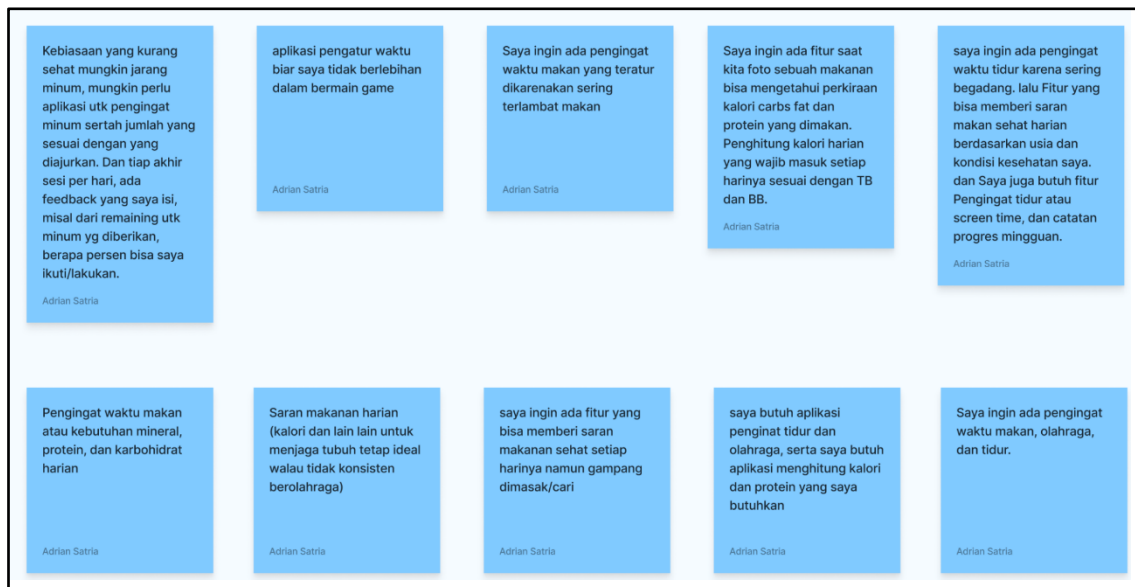 Kebiasaan yang kurang
sehat mungkin jarang
minum, mungkin perlu
aplikasi utk pengingat
minum sertah jumlah yang
sesuai dengan yang
diajurkan. Dan tiap akhir
sesi per hari, ada
feedback yang saya isi,
misal dari remaining utk
minum yg diberikan,
berapa persen bisa saya
ikuti/lakukan.
Adrian Satria
aplikasi pengatur waktu
biar saya tidak berlebihan
dalam bermain game
Adrian Satria
Saya ingin ada pengingat
waktu makan yang teratur
dikarenakan sering
terlambat makan
Adrian Satria
Saya ingin ada fitur saat
kita foto sebuah makanan
bisa mengetahui perkiraan
kalori carbs fat dan
protein yang dimakan.
Penghitung kalori harian
yang wajib masuk setiap
harinya sesuai dengan TB
dan BB.
Adrian Satria
saya ingin ada pengingat
waktu tidur karena sering
begadang. lalu Fitur yang
bisa memberi saran
makan sehat harian
berdasarkan usia dan
kondisi kesehatan saya.
dan Saya juga butuh fitur
Pengingat tidur atau
screen time, dan catatan
progres mingguan.
Adrian Satria
Pengingat waktu makan
atau kebutuhan mineral,
protein, dan karbohidrat
harian
Adrian Satria
Saran makanan harian
(kalori dan lain lain untuk
menjaga tubuh tetap ideal
walau tidak konsisten
berolahraga)
Adrian Satria
saya ingin ada fitur yang
bisa memberi saran
makanan sehat setiap
harinya namun gampang
dimasak/cari
Adrian Satria
saya butuh aplikasi
penginat tidur dan
olahraga, serta saya butuh
aplikasi menghitung kalori
dan protein yang saya
butuhkan
Adrian Satria
Saya ingin ada pengingat
waktu makan, olahraga,
dan tidur.
Adrian Satria